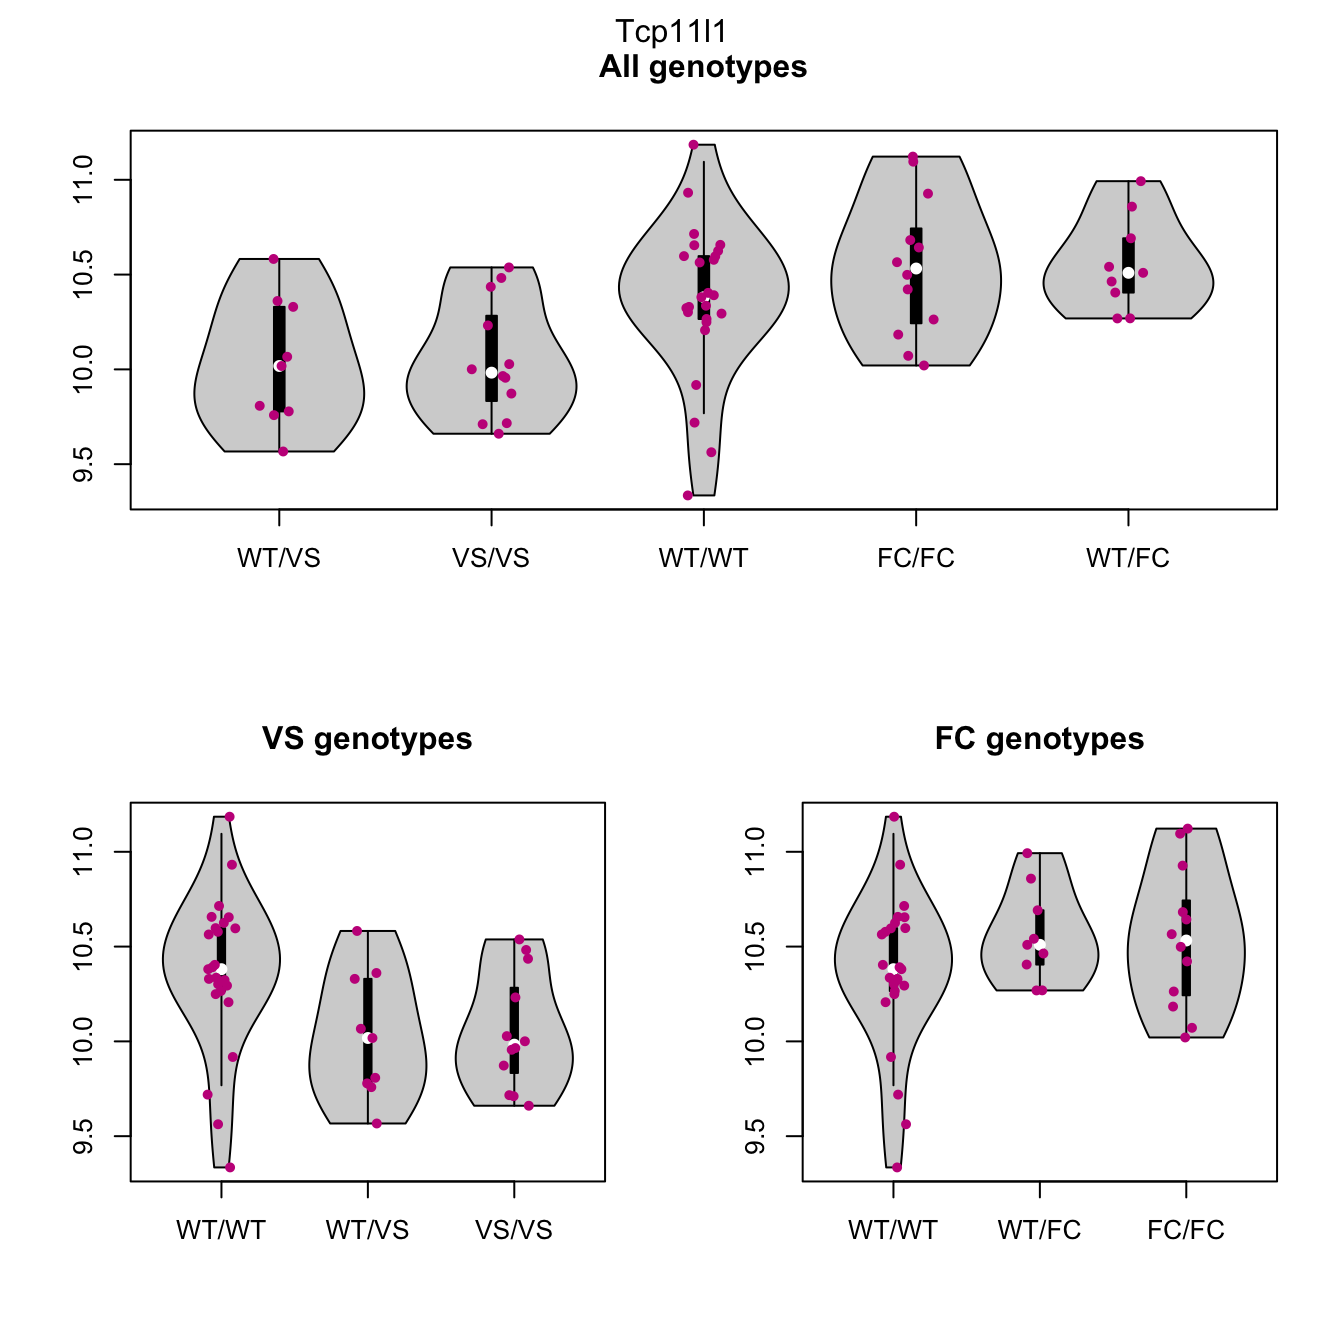 Tcp11l1
All genotypes
11.0
10.5
10.0
9.5
WT/VS VS/VS WT/WT FC/FC WT/FC
VS genotypes
11.0
10.5
10.0
9.5
WT/WT WT/VS VS/VS
FC genotypes
11.0
10.5
10.0
9.5
WT/WT WT/FC FC/FC